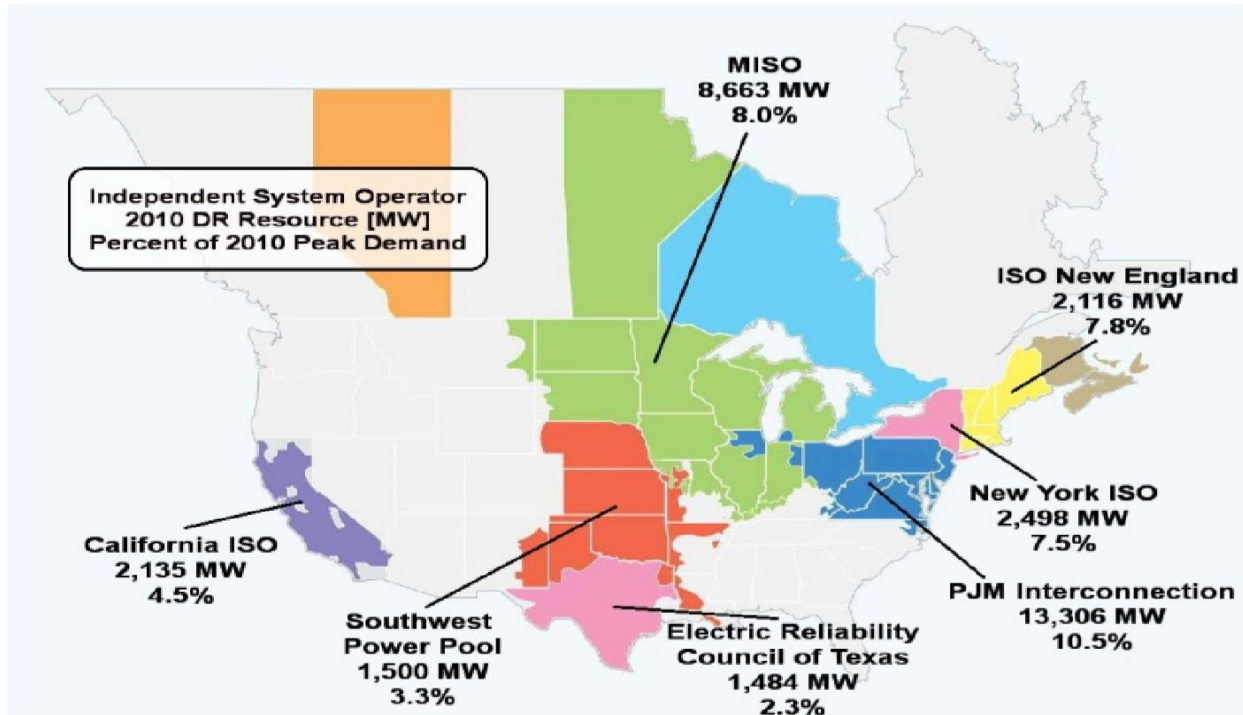 MISO
8,663 MW
8.0%
Independent System Operator
2010 DR Resource [MW]
Percent of 2010 Peak Demand
ISO New England
2,116 MW
7.8%
New York ISO
2,498 MW
7.5%
California ISO
2,135 MW
4.5%
PJM Interconnection
13,306 MW
10.5%
Southwest
Power Pool
1,500 MW
3.3%
Electric Reliability
Council of Texas
1,484 MW
2.3%